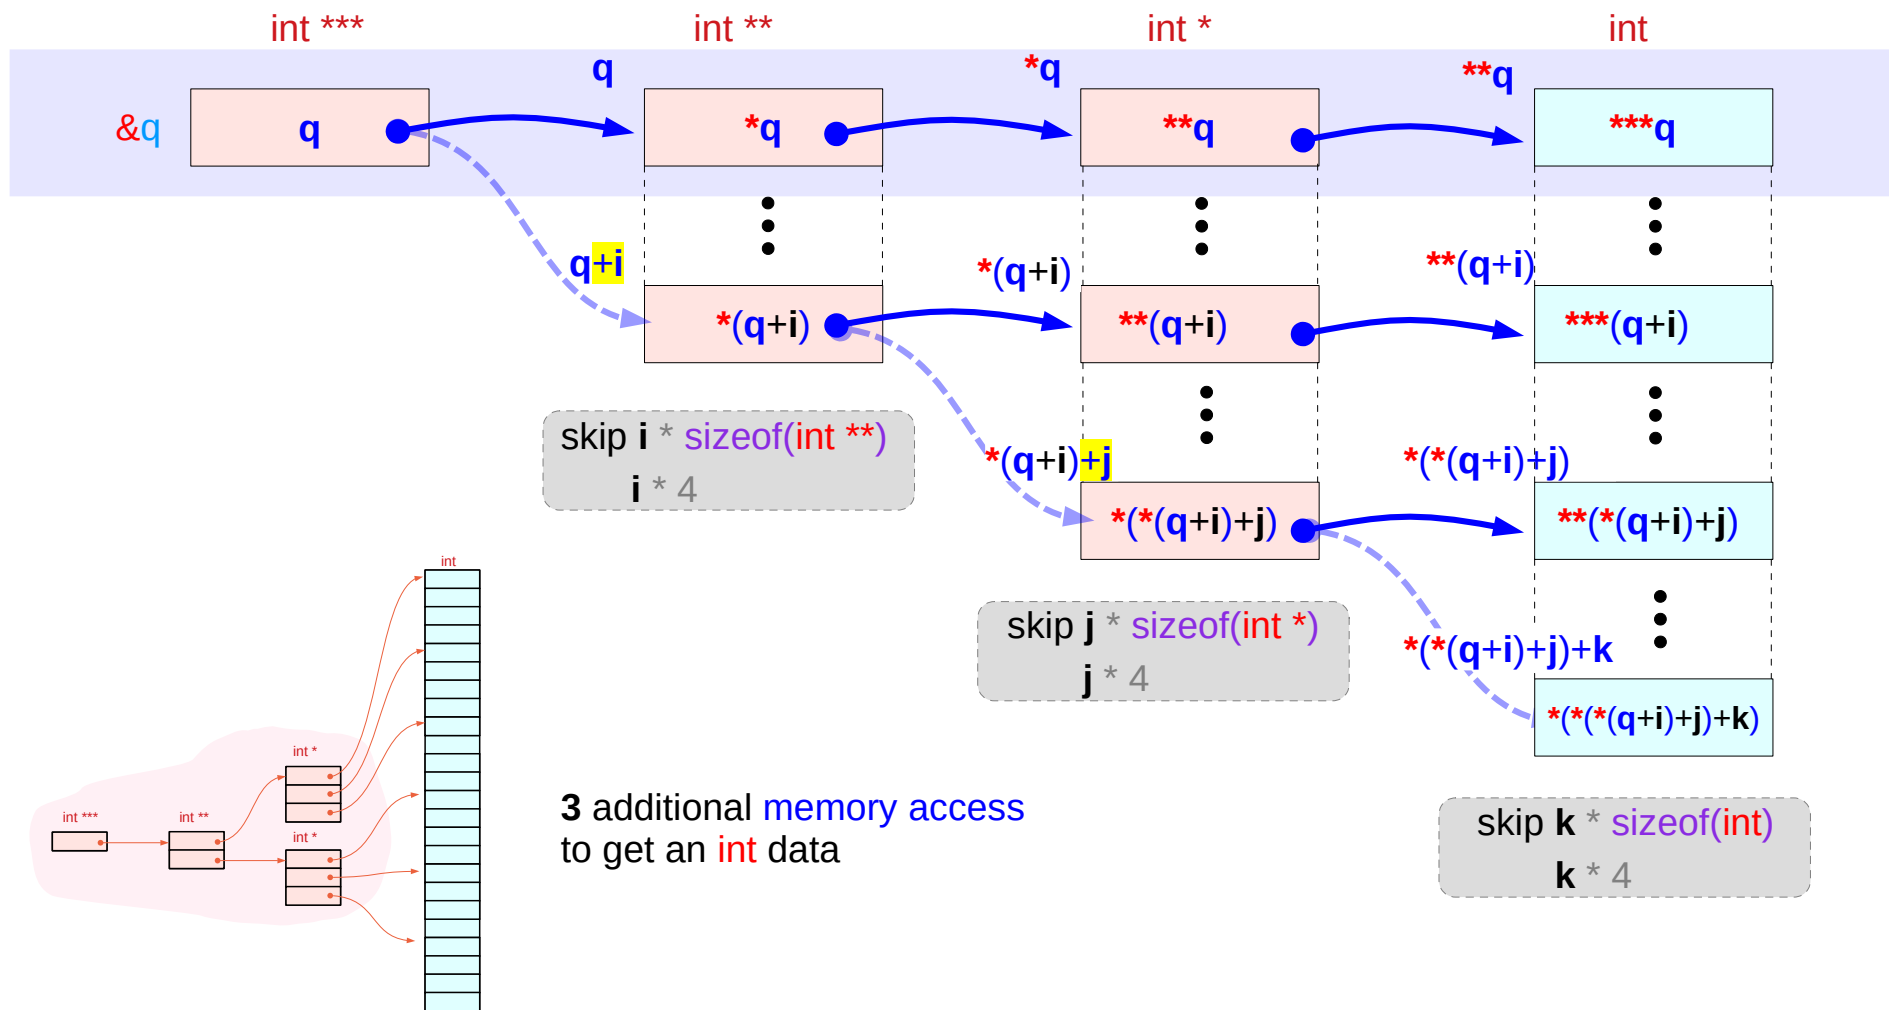 int *** int ** int * int
q *q **q
&q q *q **q ***q
q+i *(q+i) **(q+i)
*(q+i) **(q+i) ***(q+i)
skip i * sizeof(int **)
i * 4
*(q+i)+j *(*(q+i)+j)
*(*(q+i)+j) **(*(q+i)+j)
skip j * sizeof(int *)
j * 4
*(*(q+i)+j)+k
*(*(*(q+i)+j)+k)
skip k * sizeof(int)
k * 4
int
int *
int *** int **
int *
3 additional memory access
to get an int data